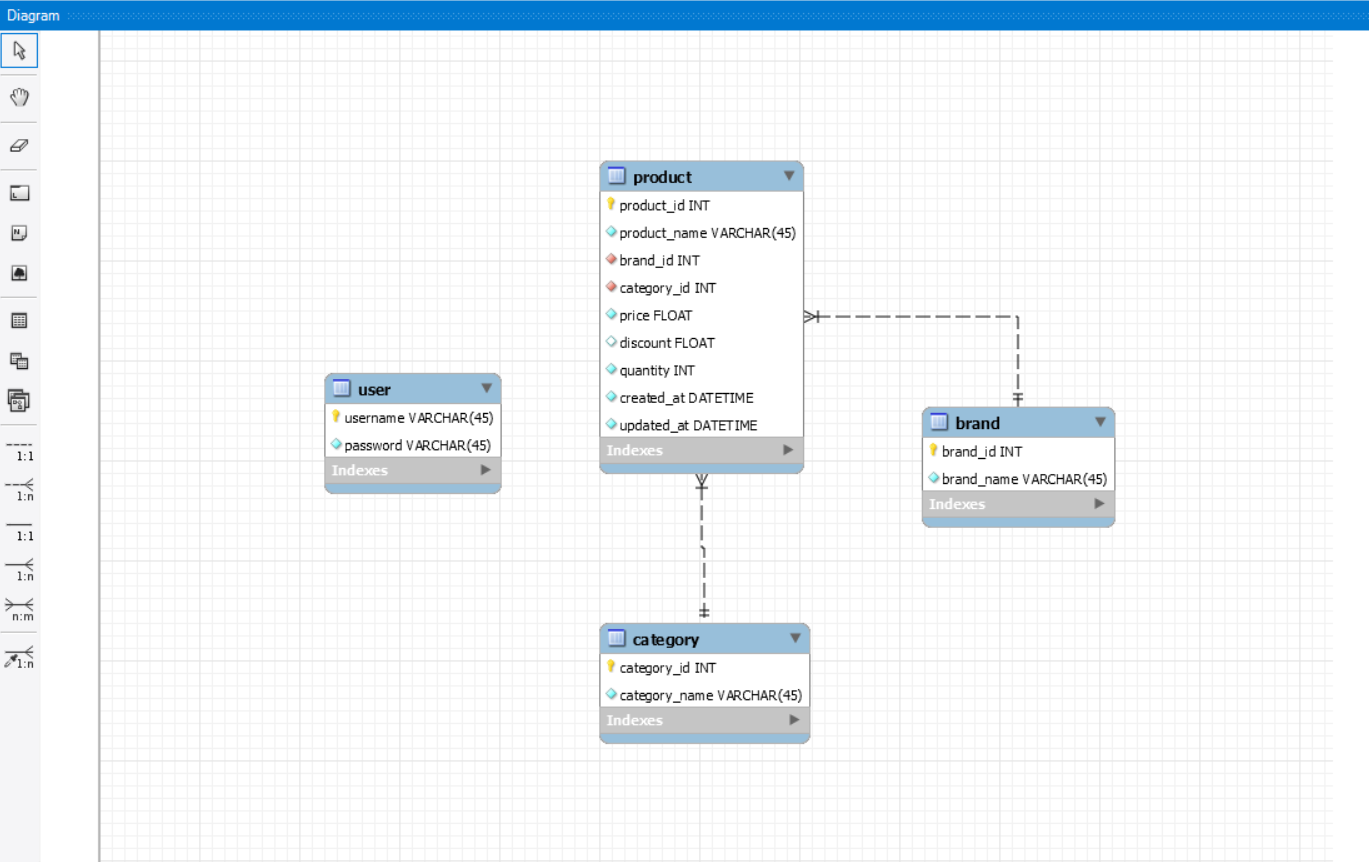 Diagram
1:1
1:n
1:1
1:n
n:m
1:n
product
product_id INT
product_name VARCHAR(45)
brand_id INT
category_id INT
price FLOAT
discount FLOAT
quantity INT
created_at DATETIME
updated_at DATETIME
Indexes
user
username VARCHAR(45)
password VARCHAR(45)
Indexes
brand
brand_id INT
brand_name VARCHAR(45)
Indexes
category
category_id INT
category_name VARCHAR(45)
Indexes